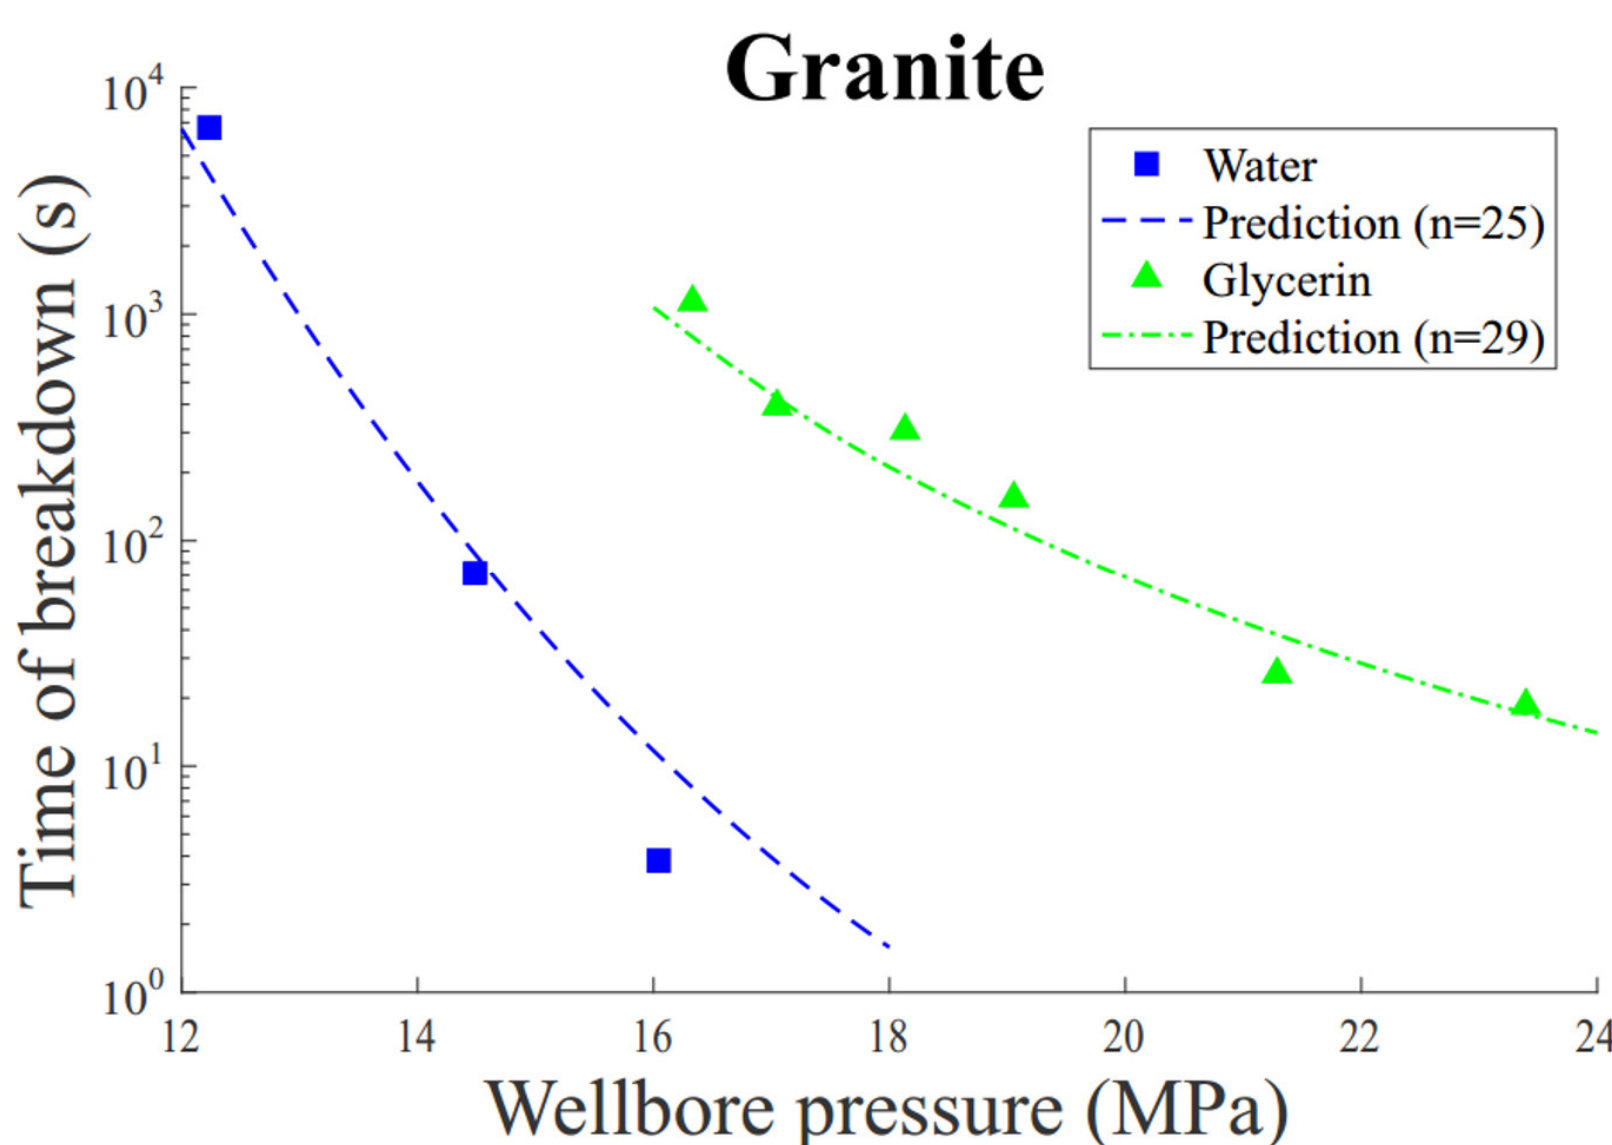 Granite
10^4
10^3
10^2
10^1
10^0
Time of breakdown (s)
Water
Prediction (n=25)
Glycerin
Prediction (n=29)
12 14 16 18 20 22 24
Wellbore pressure (MPa)